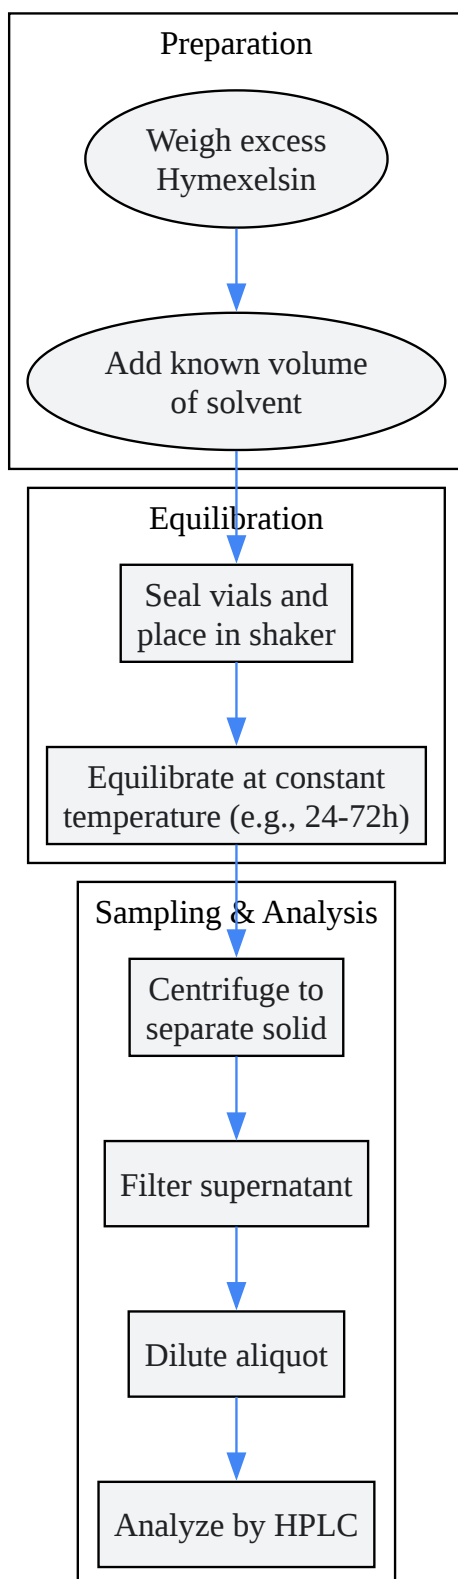 Preparation
Weigh excess
Hymexelsin
Add known volume
of solvent
Equilibration
Seal vials and
place in shaker
Equilibrate at constant
temperature (e.g., 24-72h)
Sampling & Analysis
Centrifuge to
separate solid
Filter supernatant
Dilute aliquot
Analyze by HPLC